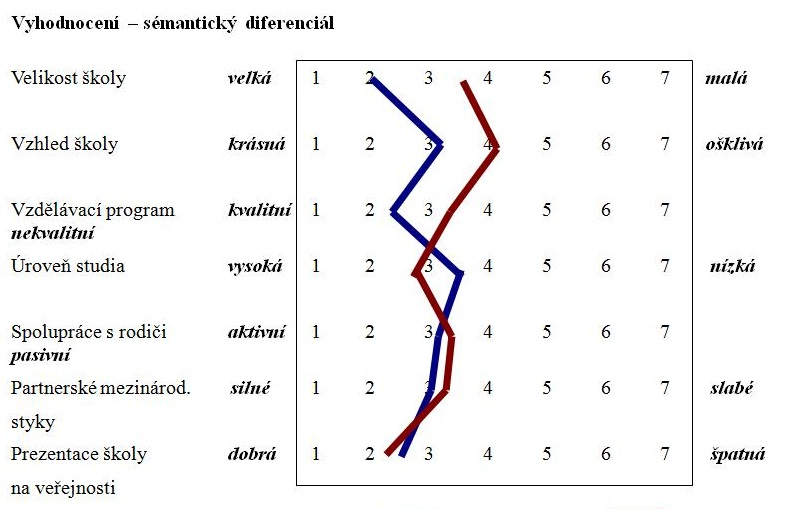 Vyhodnocení – sémantický diferenciál
Velikost školy velká 1 2 3 4 5 6 7 malá
Vzhled školy krásná 1 2 3 4 5 6 7 ošklivá
Vzdělávací program kvalitní 1 2 3 4 5 6 7
nekvalitní
Úroveň studia vysoká 1 2 3 4 5 6 7 nízká
Spolupráce s rodiči aktivní 1 2 3 4 5 6 7
pasivní
Partnerské mezinárod. silné 1 2 3 4 5 6 7 slabé
styky
Prezentace školy dobrá 1 2 3 4 5 6 7 špatná
na veřejnosti